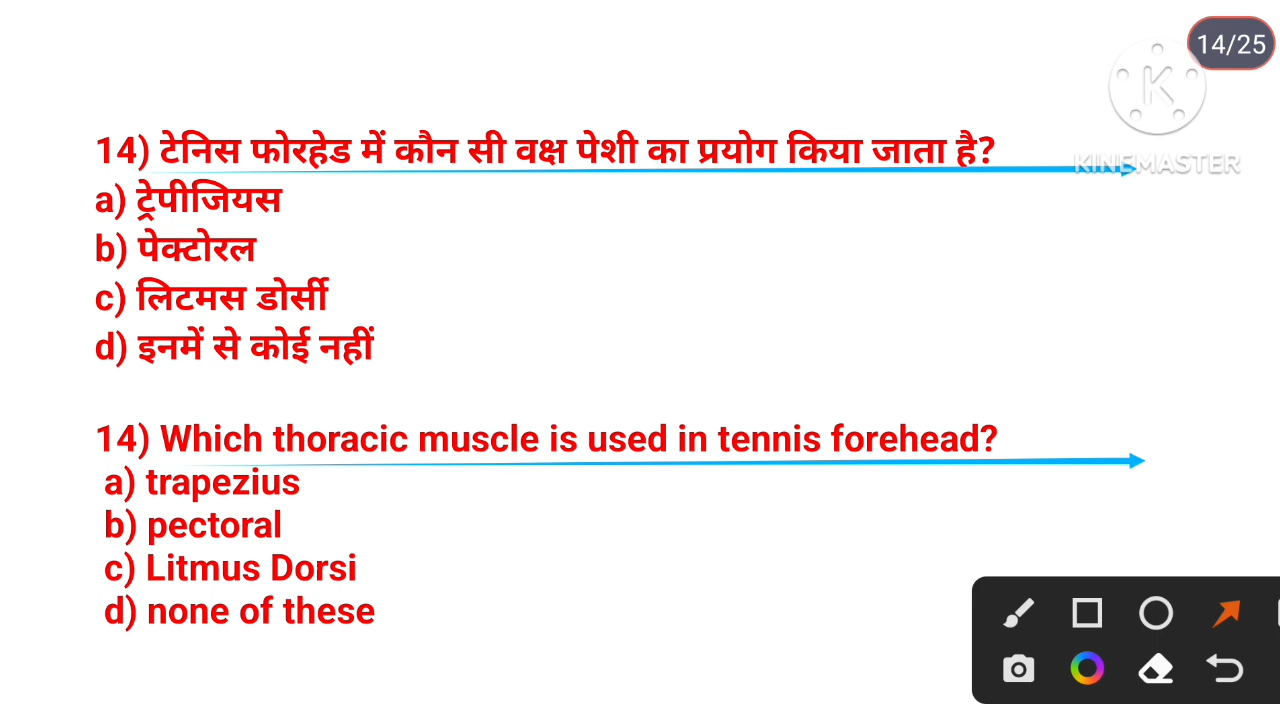 14/25
K
KINEMASTER
14) टेनिस फोरहेड में कौन सी वक्ष पेशी का प्रयोग किया जाता है?
a) ट्रेपीजियस
b) पेक्टोरल
c) लिटमस डोर्सी
d) इनमें से कोई नहीं
14) Which thoracic muscle is used in tennis forehead?
a) trapezius
b) pectoral
c) Litmus Dorsi
d) none of these